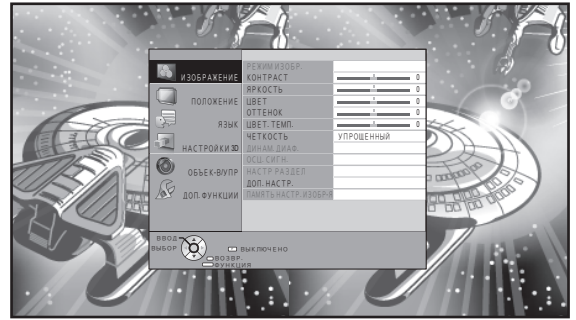 ИЗОБРАЖЕНИЕ
ПОЛОЖЕНИЕ
ЯЗЫК
НАСТРОЙКИ 3D
ОБЪЕК-В/УПР
ДОП. ФУНКЦИИ
РЕЖИМ ИЗОБР.
КОНТРАСТ 0
ЯРКОСТЬ 0
ЦВЕТ 0
ОТТЕНОК 0
ЦВЕТ. ТЕМП. 0
ЧЕТКОСТЬ УПРОЩЕННЫЙ
ДИНАМ. ДИАФ.
ОСЦ. СИГН.
НАСТР. РАЗДЕЛ
ДОП. НАСТР.
ПАМЯТЬ НАСТР. ИЗОБР-Я
ВВОД
ВЫБОР
ВЫКЛЮЧЕНО
ВОЗВР.
ФУНКЦИЯ